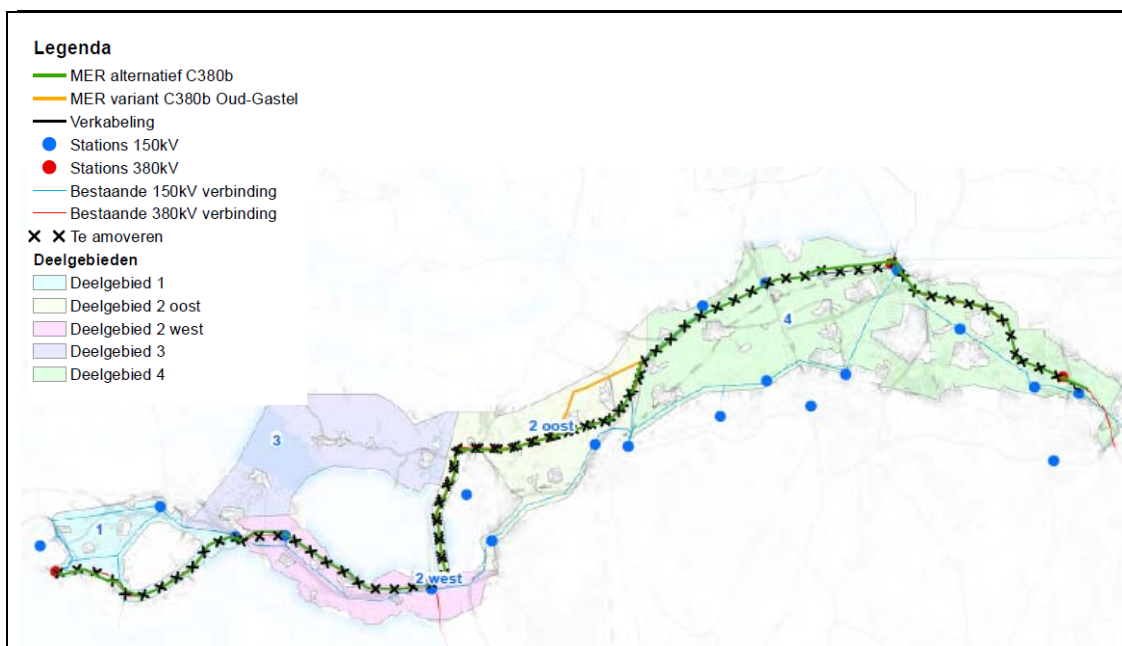 Legenda
MER alternatief C380b
MER variant C380b Oud-Gastel
Verkabeling
Stations 150kV
Stations 380kV
Bestaande 150kV verbinding
Bestaande 380kV verbinding
Te amoveren
Deelgebieden
Deelgebied 1
Deelgebied 2 oost
Deelgebied 2 west
Deelgebied 3
Deelgebied 4
4
2 oost
3
1
2 west